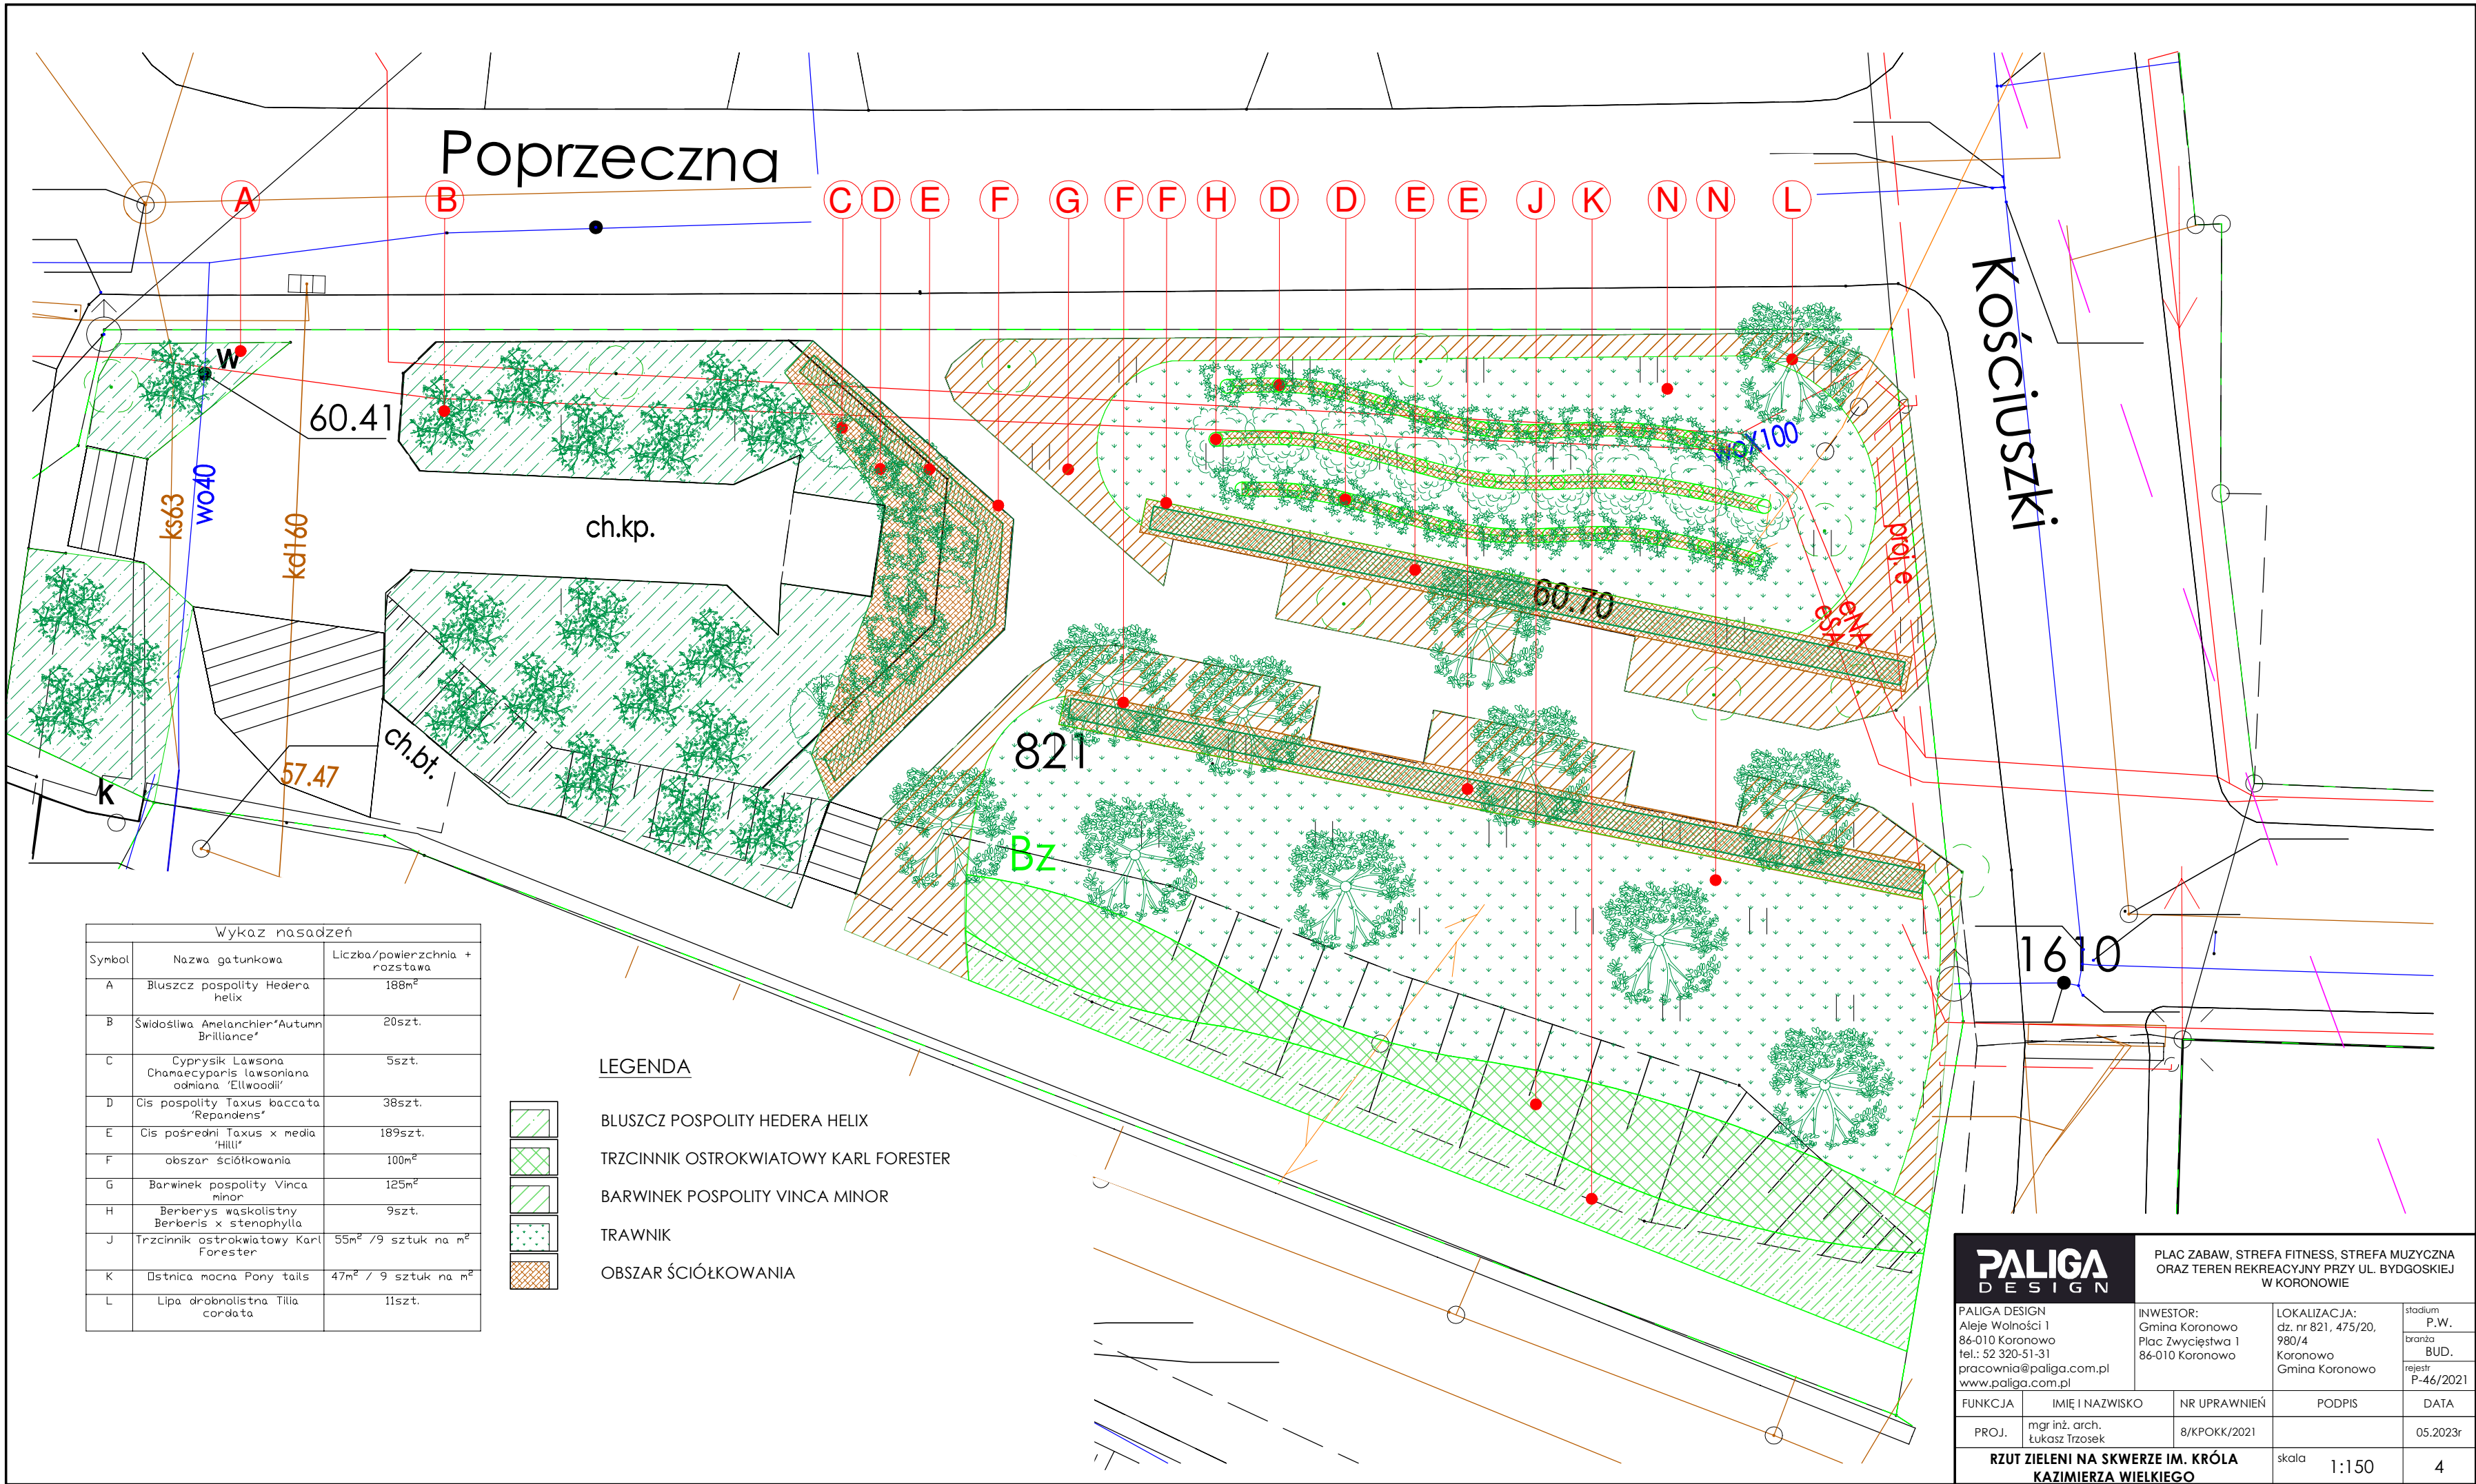 Poprzeczna
A B C D E F G F F H D D E E J K N N L
Kościuszki
W
60.41
ks63
wo40
kd160
ch.kp.
wox100
proj. e
60.70
eNA
eSA
821
ch.bt.
57.47
k
Bz
1610
Wykaz nasadzeń
Symbol Nazwa gatunkowa Liczba/powierzchnia +
rozstawa
A Bluszcz pospolity Hedera 188m²
helix
B Świdośliwa Amelanchier"Autumn 20szt.
Brilliance"
C Cyprysik Lawsona 5szt.
Chamaecyparis lawsoniana
odmiana 'Ellwoodii'
D Cis pospolity Taxus baccata 38szt.
'Repandens"
E Cis pośredni Taxus x media 189szt.
'Hilli"
F obszar ściółkowania 100m²
G Barwinek pospolity Vinca 125m²
minor
H Berberys wąskolistny 9szt.
Berberis x stenophylla
J Trzcinnik ostrokwiatowy Karl 55m² /9 sztuk na m²
Forester
K Ostnica mocna Pony tails 47m² / 9 sztuk na m²
L Lipa drobnolistna Tilia 11szt.
cordata
LEGENDA
BLUSZCZ POSPOLITY HEDERA HELIX
TRZCINNIK OSTROKWIATOWY KARL FORESTER
BARWINEK POSPOLITY VINCA MINOR
TRAWNIK
OBSZAR ŚCIÓŁKOWANIA
PALIGA
DESIGN
PLAC ZABAW, STREFA FITNESS, STREFA MUZYCZNA
ORAZ TEREN REKREACYJNY PRZY UL. BYDGOSKIEJ
W KORONOWIE
PALIGA DESIGN
Aleje Wolności 1
86-010 Koronowo
tel.: 52 320-51-31
pracownia@paliga.com.pl
www.paliga.com.pl
INWESTOR:
Gmina Koronowo
Plac Zwycięstwa 1
86-010 Koronowo
LOKALIZACJA:
dz. nr 821, 475/20,
980/4
Koronowo
Gmina Koronowo
stadium
P.W.
branża
BUD.
rejestr
P-46/2021
FUNKCJA IMIĘ I NAZWISKO NR UPRAWNIEŃ PODPIS DATA
PROJ. mgr inż. arch. 8/KPOKK/2021 05.2023r
Łukasz Trzosek
RZUT ZIELENI NA SKWERZE IM. KRÓLA
KAZIMIERZA WIELKIEGO
skala 1:150 4